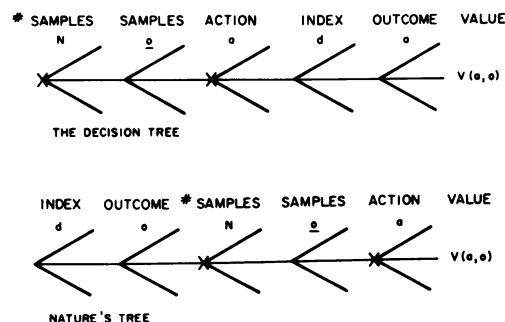 # SAMPLES SAMPLES ACTION INDEX OUTCOME VALUE
N o a d a
V(a,o)
THE DECISION TREE
INDEX OUTCOME # SAMPLES SAMPLES ACTION VALUE
d o N o a
V(a,o)
NATURE'S TREE